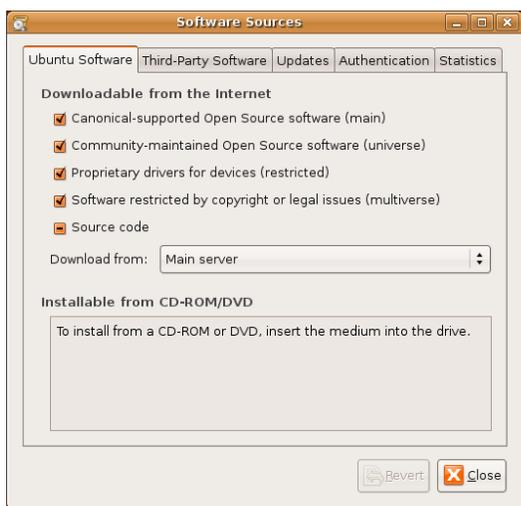 Software Sources
Ubuntu Software Third-Party Software Updates Authentication Statistics
Downloadable from the Internet
Canonical-supported Open Source software (main)
Community-maintained Open Source software (universe)
Proprietary drivers for devices (restricted)
Software restricted by copyright or legal issues (multiverse)
Source code
Download from: Main server
Installable from CD-ROM/DVD
To install from a CD-ROM or DVD, insert the medium into the drive.
Revert Close